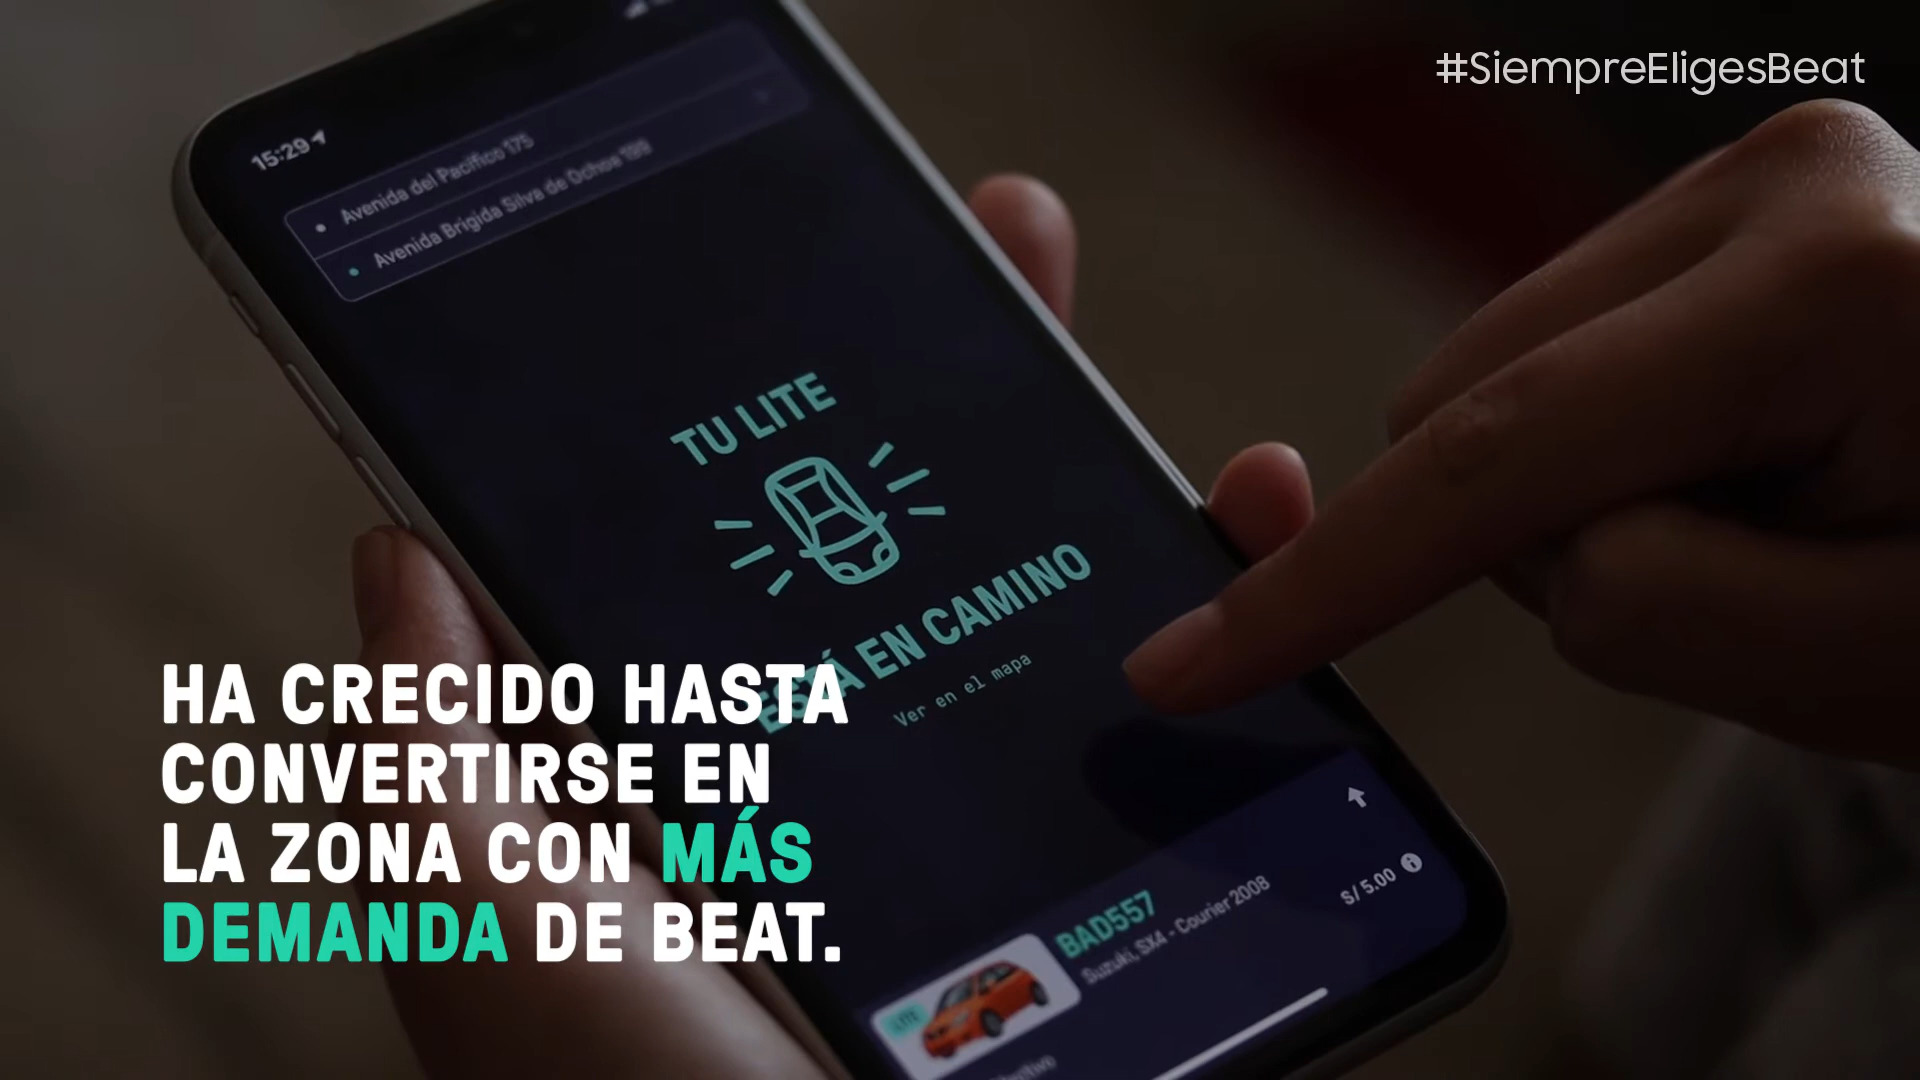 #SiempreEligesBeat
15:29
Avenida del Pacífico 175
Avenida Brigida Silva de Ochoa 199
TU LITE
ESTÁ EN CAMINO
Ver en el mapa
HA CRECIDO HASTA
CONVERTIRSE EN
LA ZONA CON MÁS
DEMANDA DE BEAT.
BAD557
Suzuki, SX4 - Courier 2008
S/ 5.00
LITE